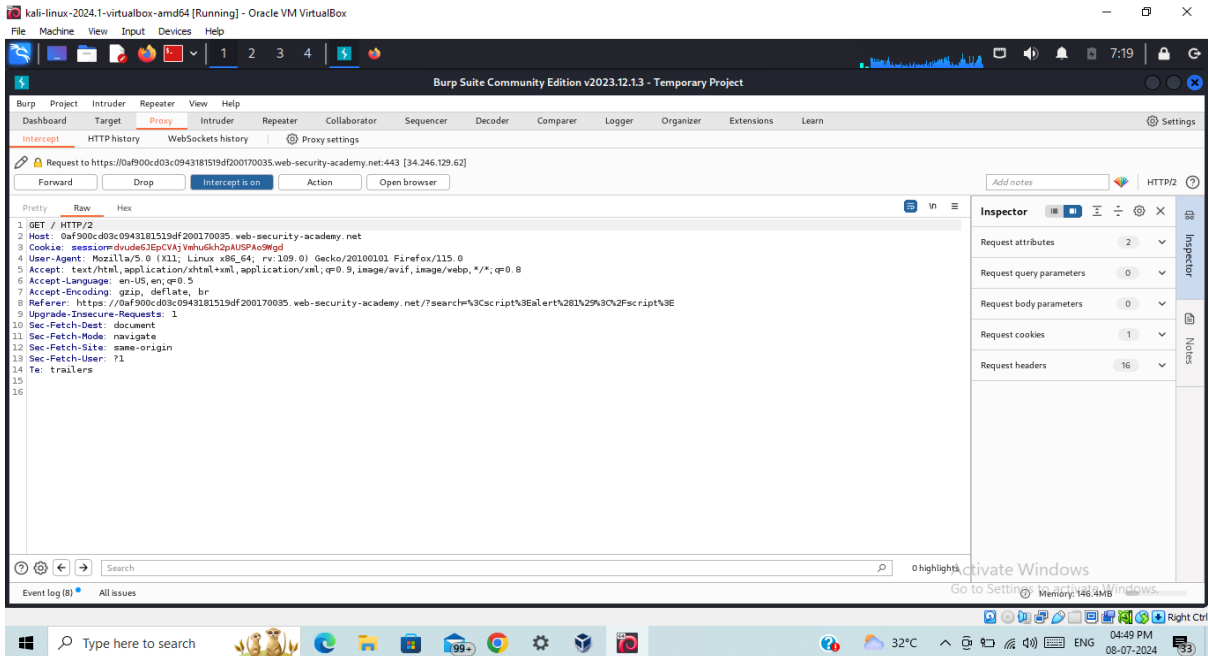 kali-linux-2024.1-virtualbox-amd64 [Running] - Oracle VM VirtualBox
File Machine View Input Devices Help
1 2 3 4 7:19
Burp Suite Community Edition v2023.12.1.3 - Temporary Project
Burp Project Intruder Repeater View Help
Dashboard Target Proxy Intruder Repeater Collaborator Sequencer Decoder Comparer Logger Organizer Extensions Learn Settings
Intercept HTTP history WebSockets history Proxy settings
Request to https://0af900cd03c0943181519df200170035.web-security-academy.net:443 [34.246.129.62]
Forward Drop Intercept is on Action Open browser Add notes HTTP/2
Pretty Raw Hex \n
Inspector
1 GET / HTTP/2
2 Host: 0af900cd03c0943181519df200170035.web-security-academy.net
3 Cookie: session=dvude6JEpCVAjVmhu6kh2pAUSPAo9Wgd
4 User-Agent: Mozilla/5.0 (X11; Linux x86_64; rv:109.0) Gecko/20100101 Firefox/115.0
5 Accept: text/html,application/xhtml+xml,application/xml;q=0.9,image/avif,image/webp,*/*;q=0.8
6 Accept-Language: en-US,en;q=0.5
7 Accept-Encoding: gzip, deflate, br
8 Referer: https://0af900cd03c0943181519df200170035.web-security-academy.net/?search=%3Cscript%3Ealert%281%29%3C%2Fscript%3E
9 Upgrade-Insecure-Requests: 1
10 Sec-Fetch-Dest: document
11 Sec-Fetch-Mode: navigate
12 Sec-Fetch-Site: same-origin
13 Sec-Fetch-User: ?1
14 Te: trailers
15
16
Request attributes 2
Request query parameters 0
Request body parameters 0
Request cookies 1
Request headers 16
Inspector
Notes
Search 0 highlights
Activate Windows
Go to Settings to activate Windows.
Event log (8) All issues Memory: 146.4MB
Right Ctrl
Type here to search 99+ 32°C ENG 04:49 PM
08-07-2024 33